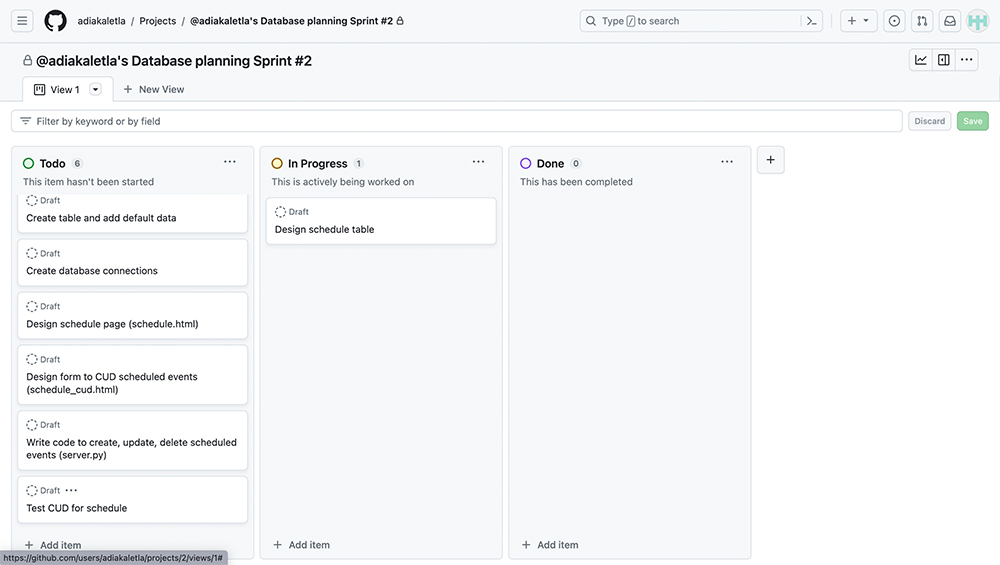 adiakaletla / Projects / @adiakaletla's Database planning Sprint #2
Type / to search
@adiakaletla's Database planning Sprint #2
View 1
New View
Filter by keyword or by field
Discard
Save
Todo 6
This item hasn't been started
Draft
Create table and add default data
Draft
Create database connections
Draft
Design schedule page (schedule.html)
Draft
Design form to CUD scheduled events
(schedule_cud.html)
Draft
Write code to create, update, delete scheduled
events (server.py)
Draft
Test CUD for schedule
+ Add item
In Progress 1
This is actively being worked on
Draft
Design schedule table
+ Add item
Done 0
This has been completed
+ Add item
https://github.com/users/adiakaletla/projects/2/views/1#